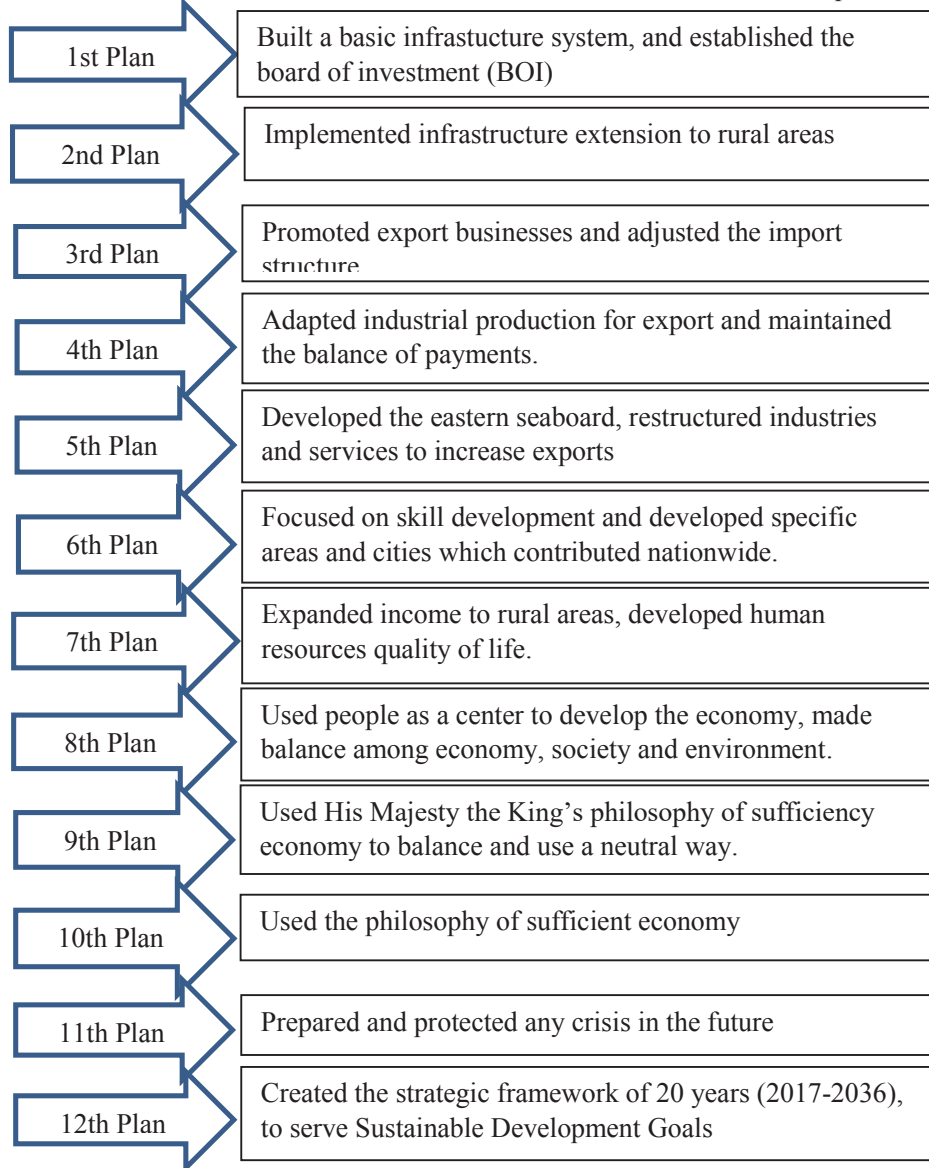 1st Plan
Built a basic infrastucture system, and established the
board of investment (BOI)
2nd Plan
Implemented infrastructure extension to rural areas
3rd Plan
Promoted export businesses and adjusted the import
structure
4th Plan
Adapted industrial production for export and maintained
the balance of payments.
5th Plan
Developed the eastern seaboard, restructured industries
and services to increase exports
6th Plan
Focused on skill development and developed specific
areas and cities which contributed nationwide.
7th Plan
Expanded income to rural areas, developed human
resources quality of life.
8th Plan
Used people as a center to develop the economy, made
balance among economy, society and environment.
9th Plan
Used His Majesty the King’s philosophy of sufficiency
economy to balance and use a neutral way.
10th Plan
Used the philosophy of sufficient economy
11th Plan
Prepared and protected any crisis in the future
12th Plan
Created the strategic framework of 20 years (2017-2036),
to serve Sustainable Development Goals